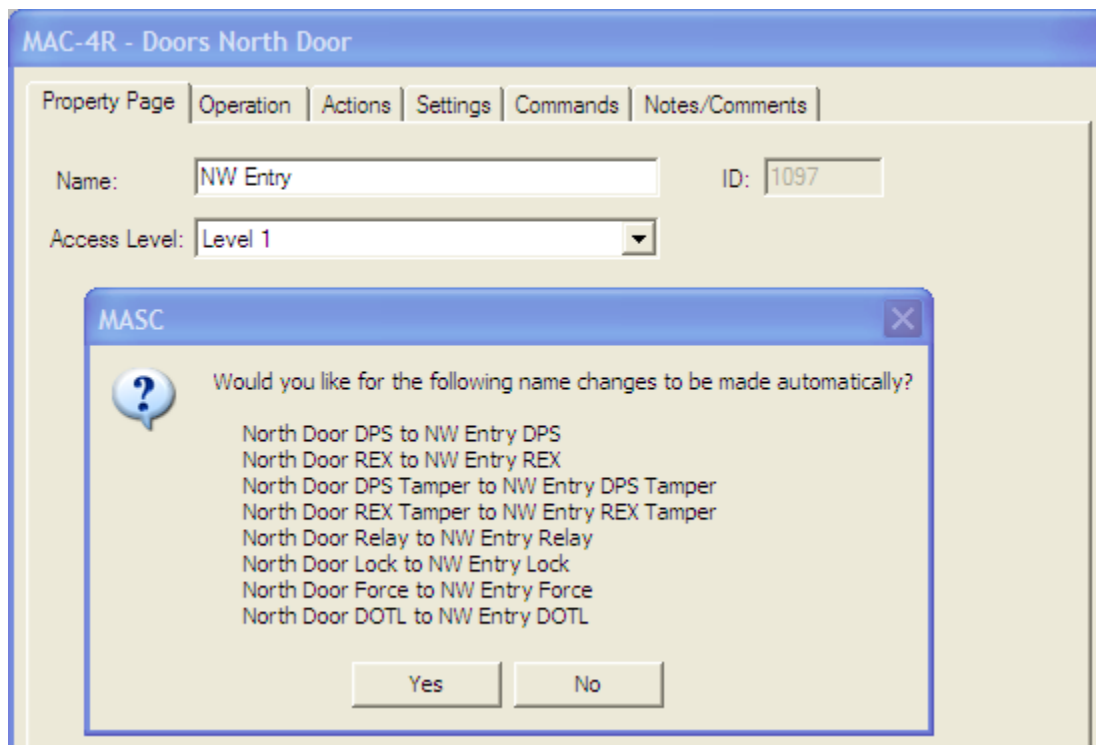 MAC-4R - Doors North Door
Property Page Operation Actions Settings Commands Notes/Comments
Name: NW Entry ID: 1097
Access Level: Level 1
MASC
Would you like for the following name changes to be made automatically?
North Door DPS to NW Entry DPS
North Door REX to NW Entry REX
North Door DPS Tamper to NW Entry DPS Tamper
North Door REX Tamper to NW Entry REX Tamper
North Door Relay to NW Entry Relay
North Door Lock to NW Entry Lock
North Door Force to NW Entry Force
North Door DOTL to NW Entry DOTL
Yes No